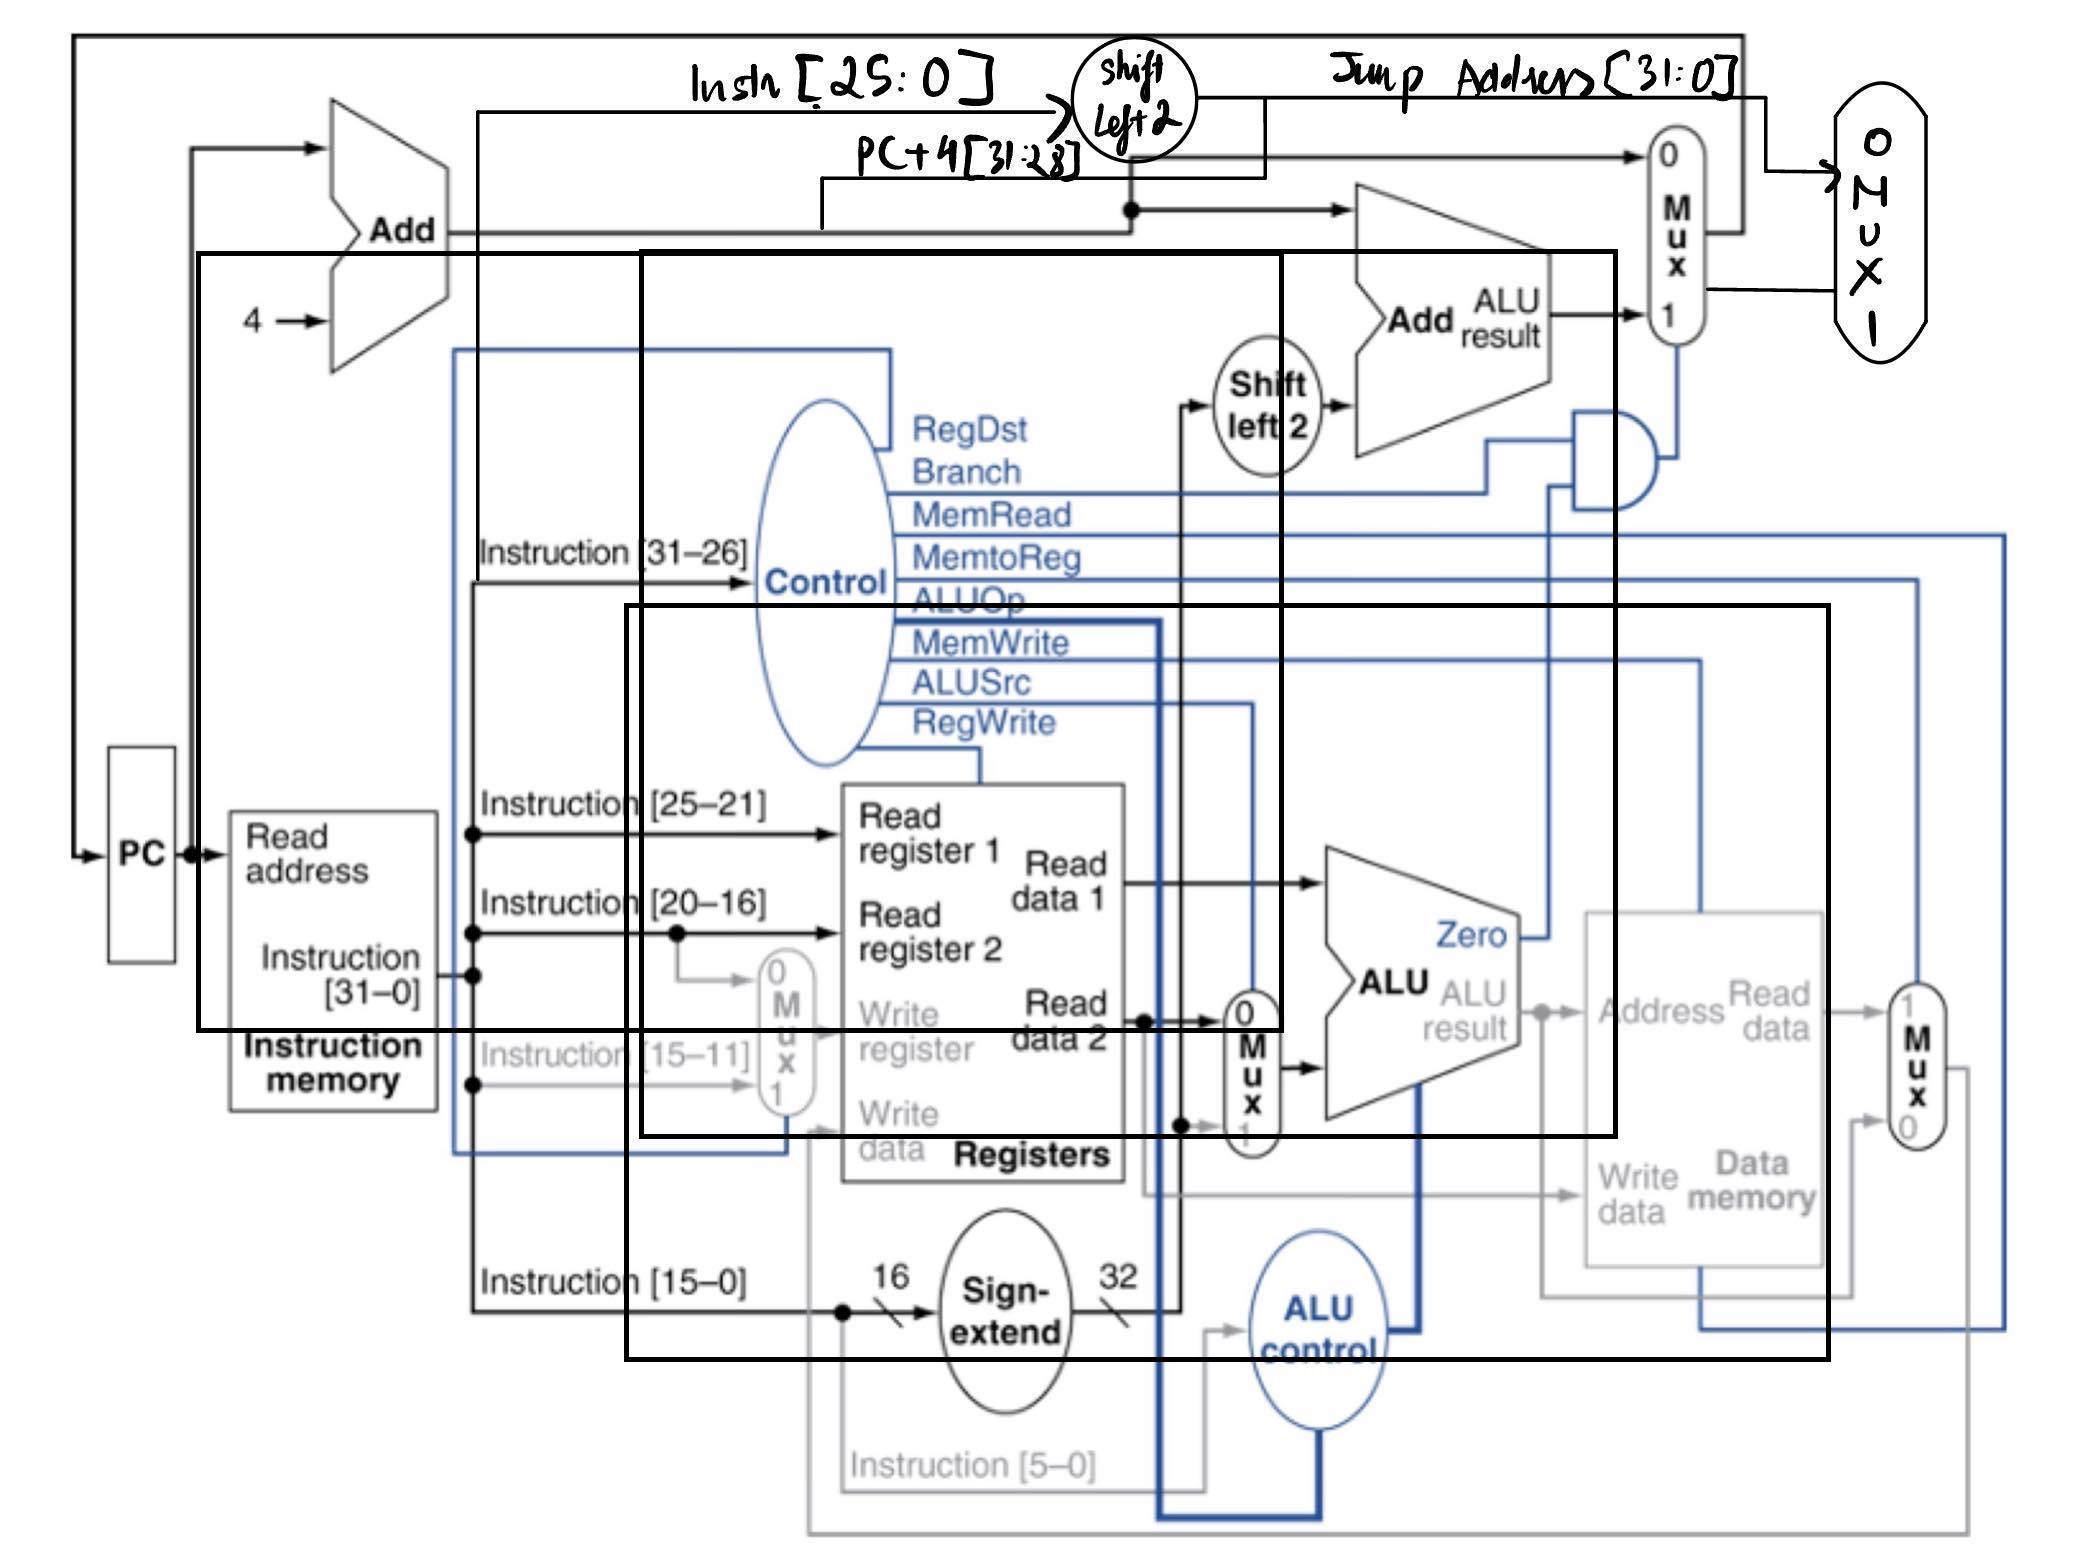 Instr [25:0]
Shift
Left 2
Jump Address [31:0]
PC+4[31:28]
0
M
u
x
1
0
M
U
X
1
Add
4
Add
ALU
result
Shift
left 2
RegDst
Branch
MemRead
MemtoReg
ALUOp
MemWrite
ALUSrc
RegWrite
Instruction [31–26]
Control
Instruction [25–21]
Instruction [20–16]
PC
Read
address
Instruction
[31–0]
Instruction
memory
0
M
u
x
1
Instruction [15–11]
Read
register 1
Read
register 2
Write
register
Write
data
Read
data 1
Read
data 2
Registers
0
M
u
x
1
Zero
ALU
ALU
result
Address
Read
data
Write
data
Data
memory
1
M
u
x
0
Instruction [15–0]
16
Sign-
extend
32
ALU
control
Instruction [5–0]